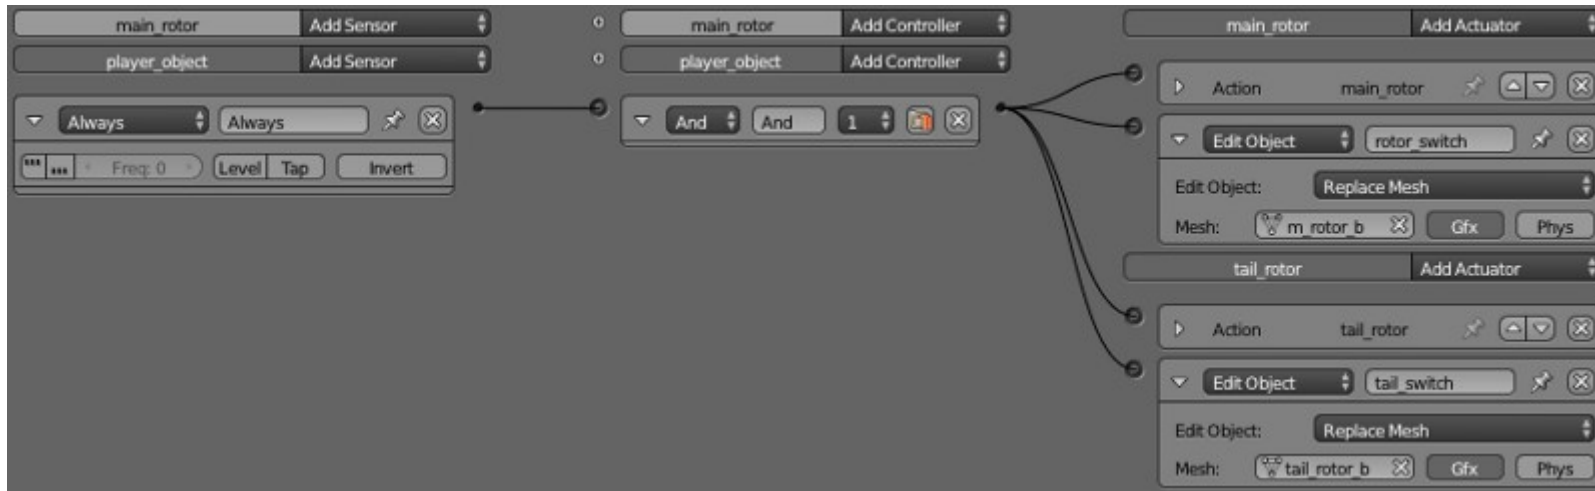 main_rotor Add Sensor main_rotor Add Controller main_rotor Add Actuator
player_object Add Sensor player_object Add Controller
Action main_rotor
Always Always And And 1
Edit Object rotor_switch
Freq: 0 Level Tap Invert
Edit Object: Replace Mesh
Mesh: m_rotor_b Gfx Phys
tail_rotor Add Actuator
Action tail_rotor
Edit Object tail_switch
Edit Object: Replace Mesh
Mesh: tail_rotor_b Gfx Phys